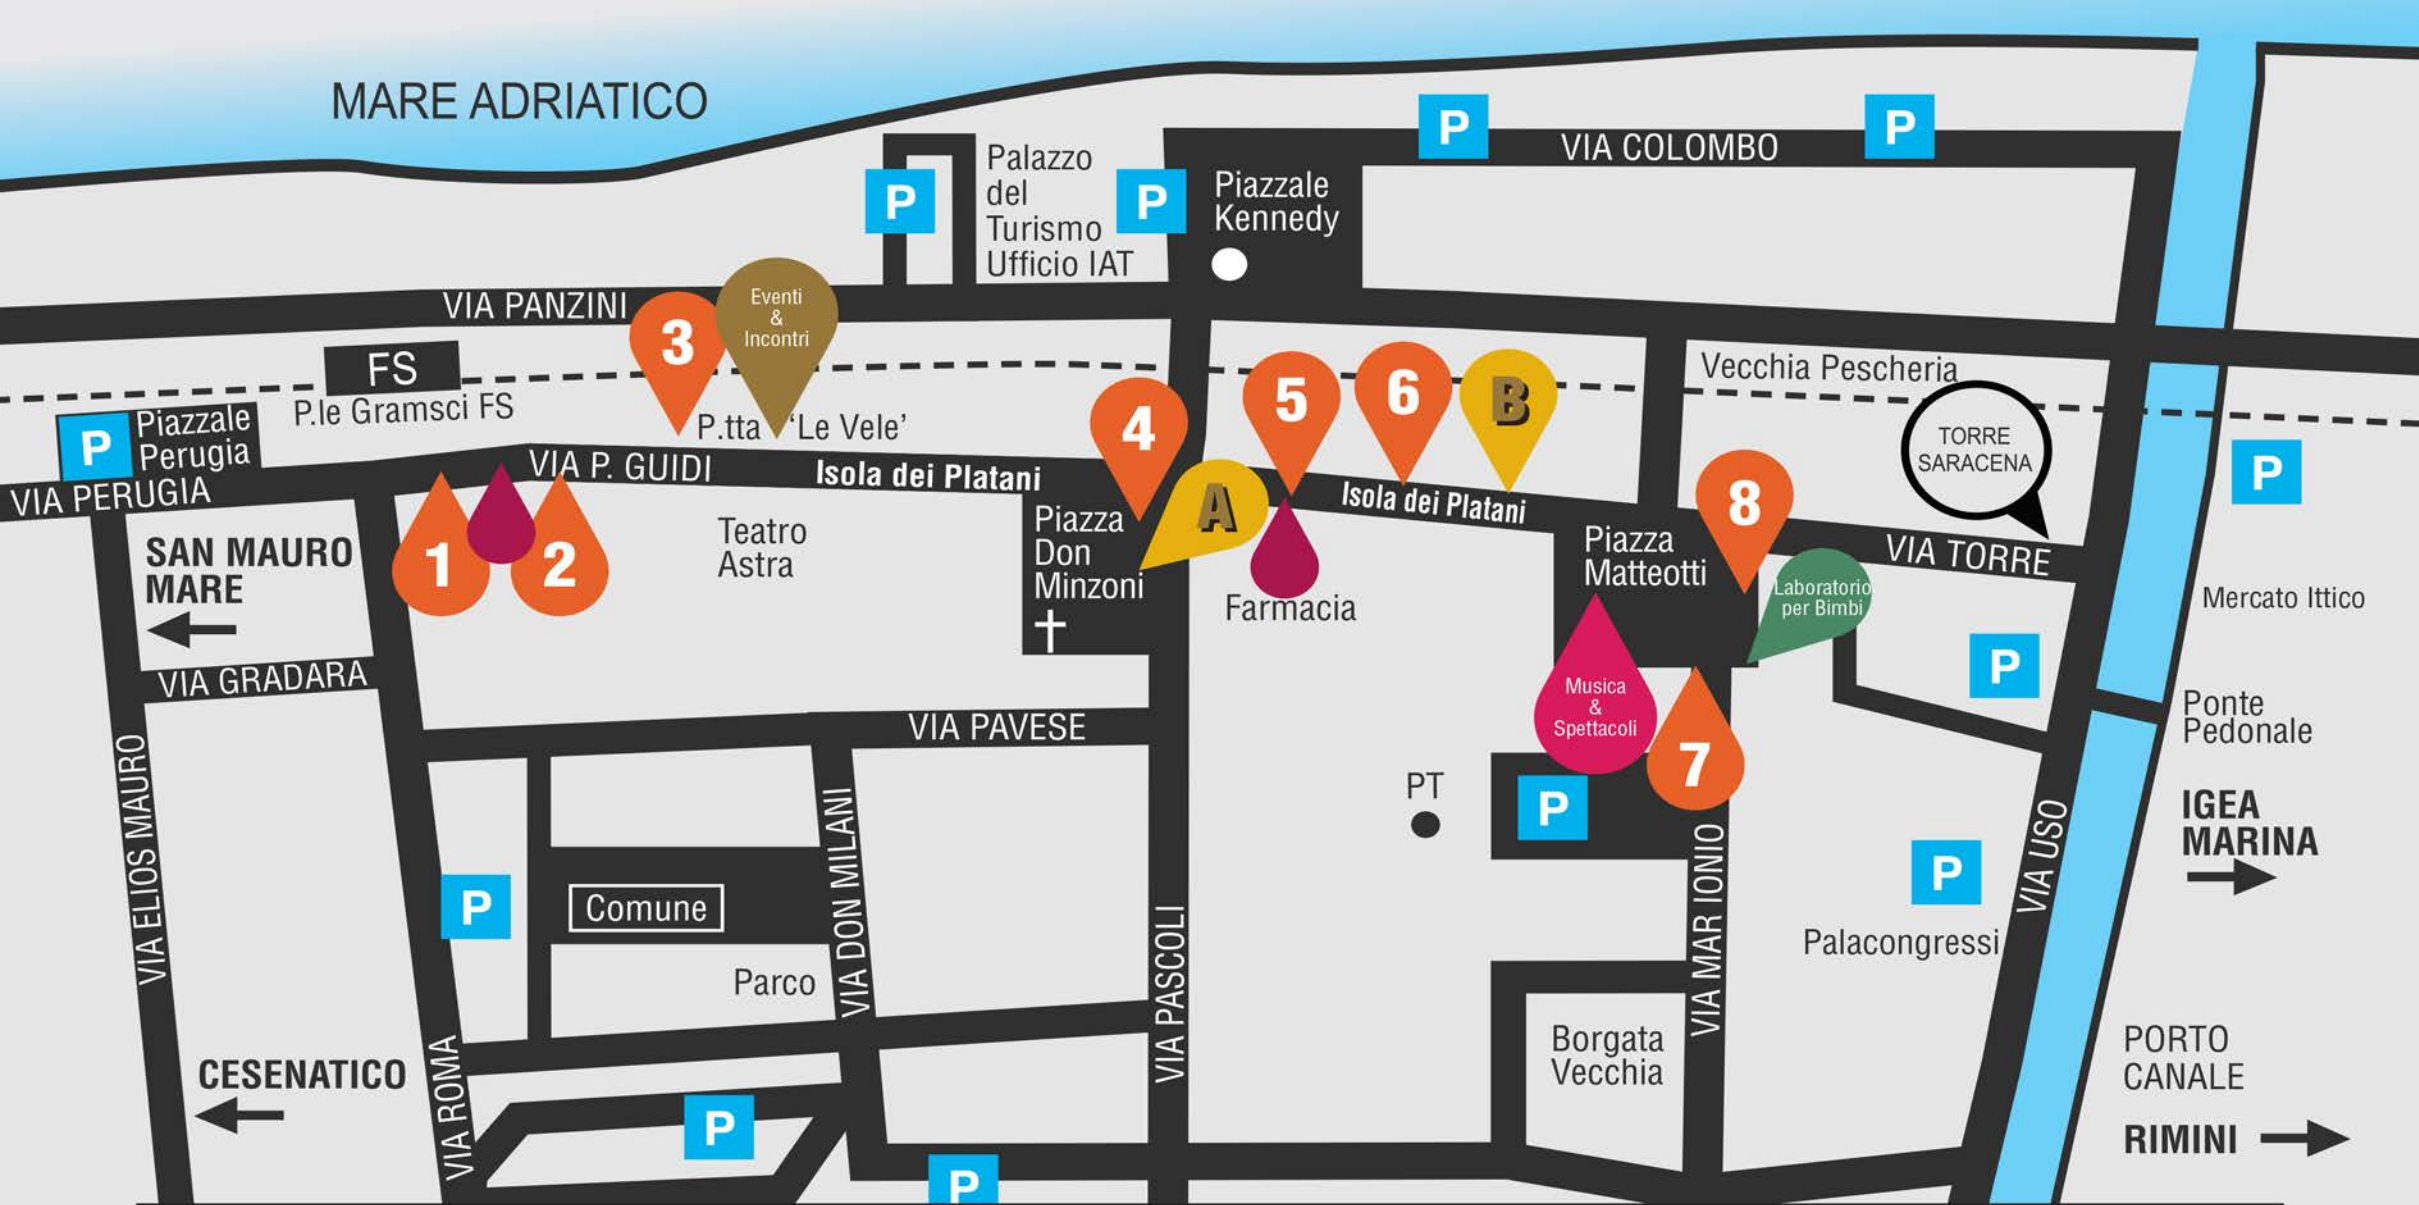 MARE ADRIATICO
P
P
VIA COLOMBO
Palazzo
del
Turismo
Ufficio IAT
P
P
Piazzale
Kennedy
VIA PANZINI
3
Eventi
&
Incontri
FS
P.le Gramsci FS
P
Piazzale
Perugia
VIA PERUGIA
P.tta 'Le Vele'
VIA P. GUIDI
Isola dei Platani
4
A
5
6
B
Isola dei Platani
Vecchia Pescheria
TORRE
SARACENA
P
8
VIA TORRE
1
2
SAN MAURO
MARE
Teatro
Astra
Piazza
Don
Minzoni
Farmacia
Piazza
Matteotti
Laboratorio
per Bimbi
Mercato Ittico
P
VIA GRADARA
Musica
&
Spettacoli
7
Ponte
Pedonale
VIA PAVESE
PT
P
IGEA
MARINA
VIA ELIOS MAURO
P
Comune
VIA DON MILANI
P
VIA USO
Palacongressi
Parco
VIA PASCOLI
VIA MAR IONIO
Borgata
Vecchia
CESENATICO
VIA ROMA
P
P
PORTO
CANALE
RIMINI